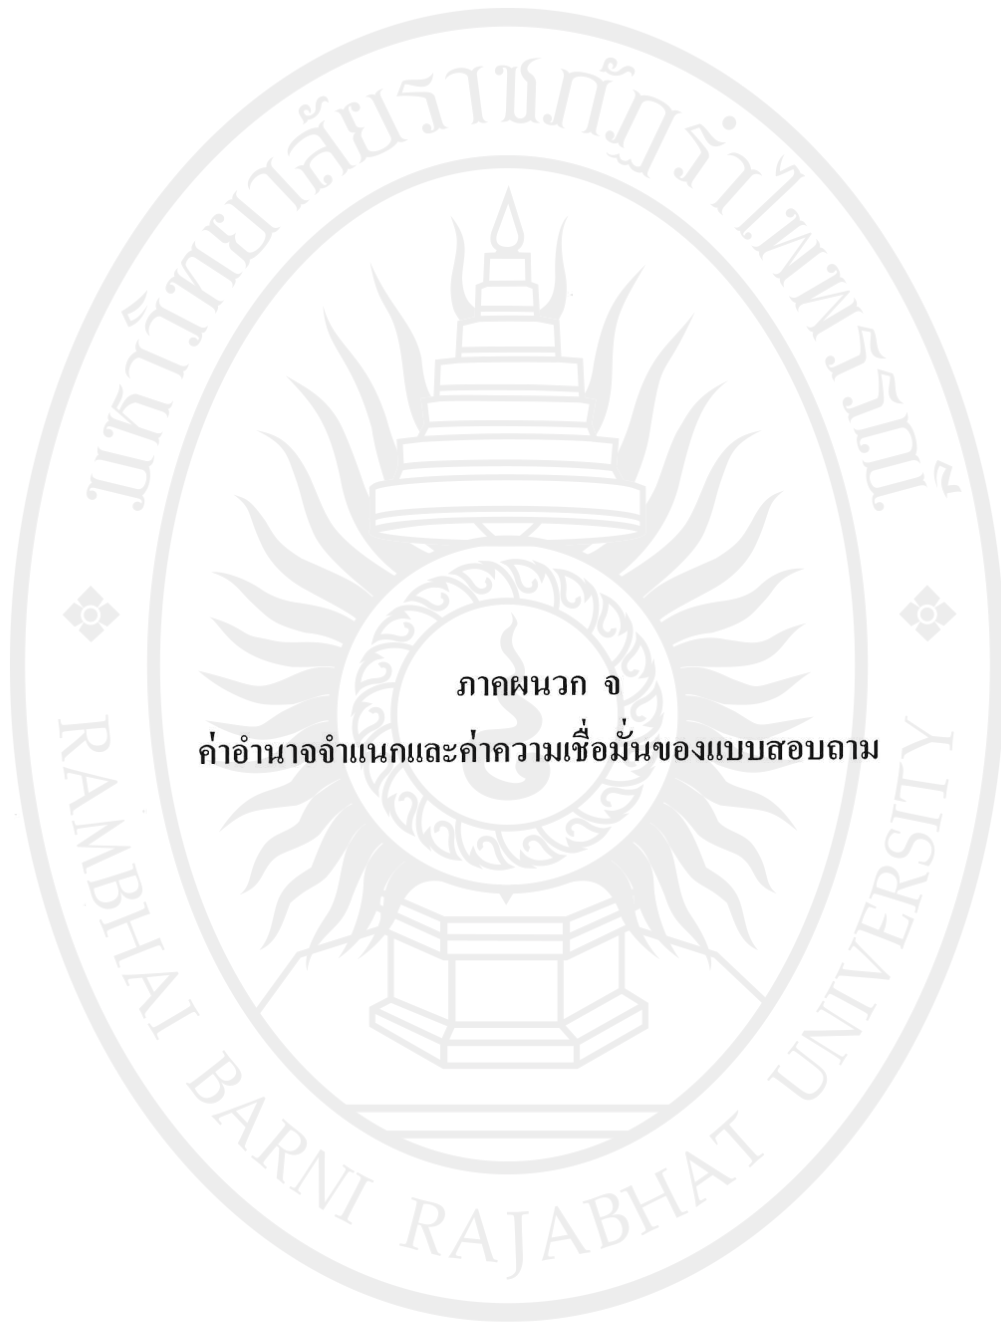 มหาวิทยาลัยราชภัฏรำไพพรรณี
ภาคผนวก จ
ค่าอำนาจจำแนกและค่าความเชื่อมั่นของแบบสอบถาม
RAMBHAI BARNI RAJABHAT UNIVERSITY